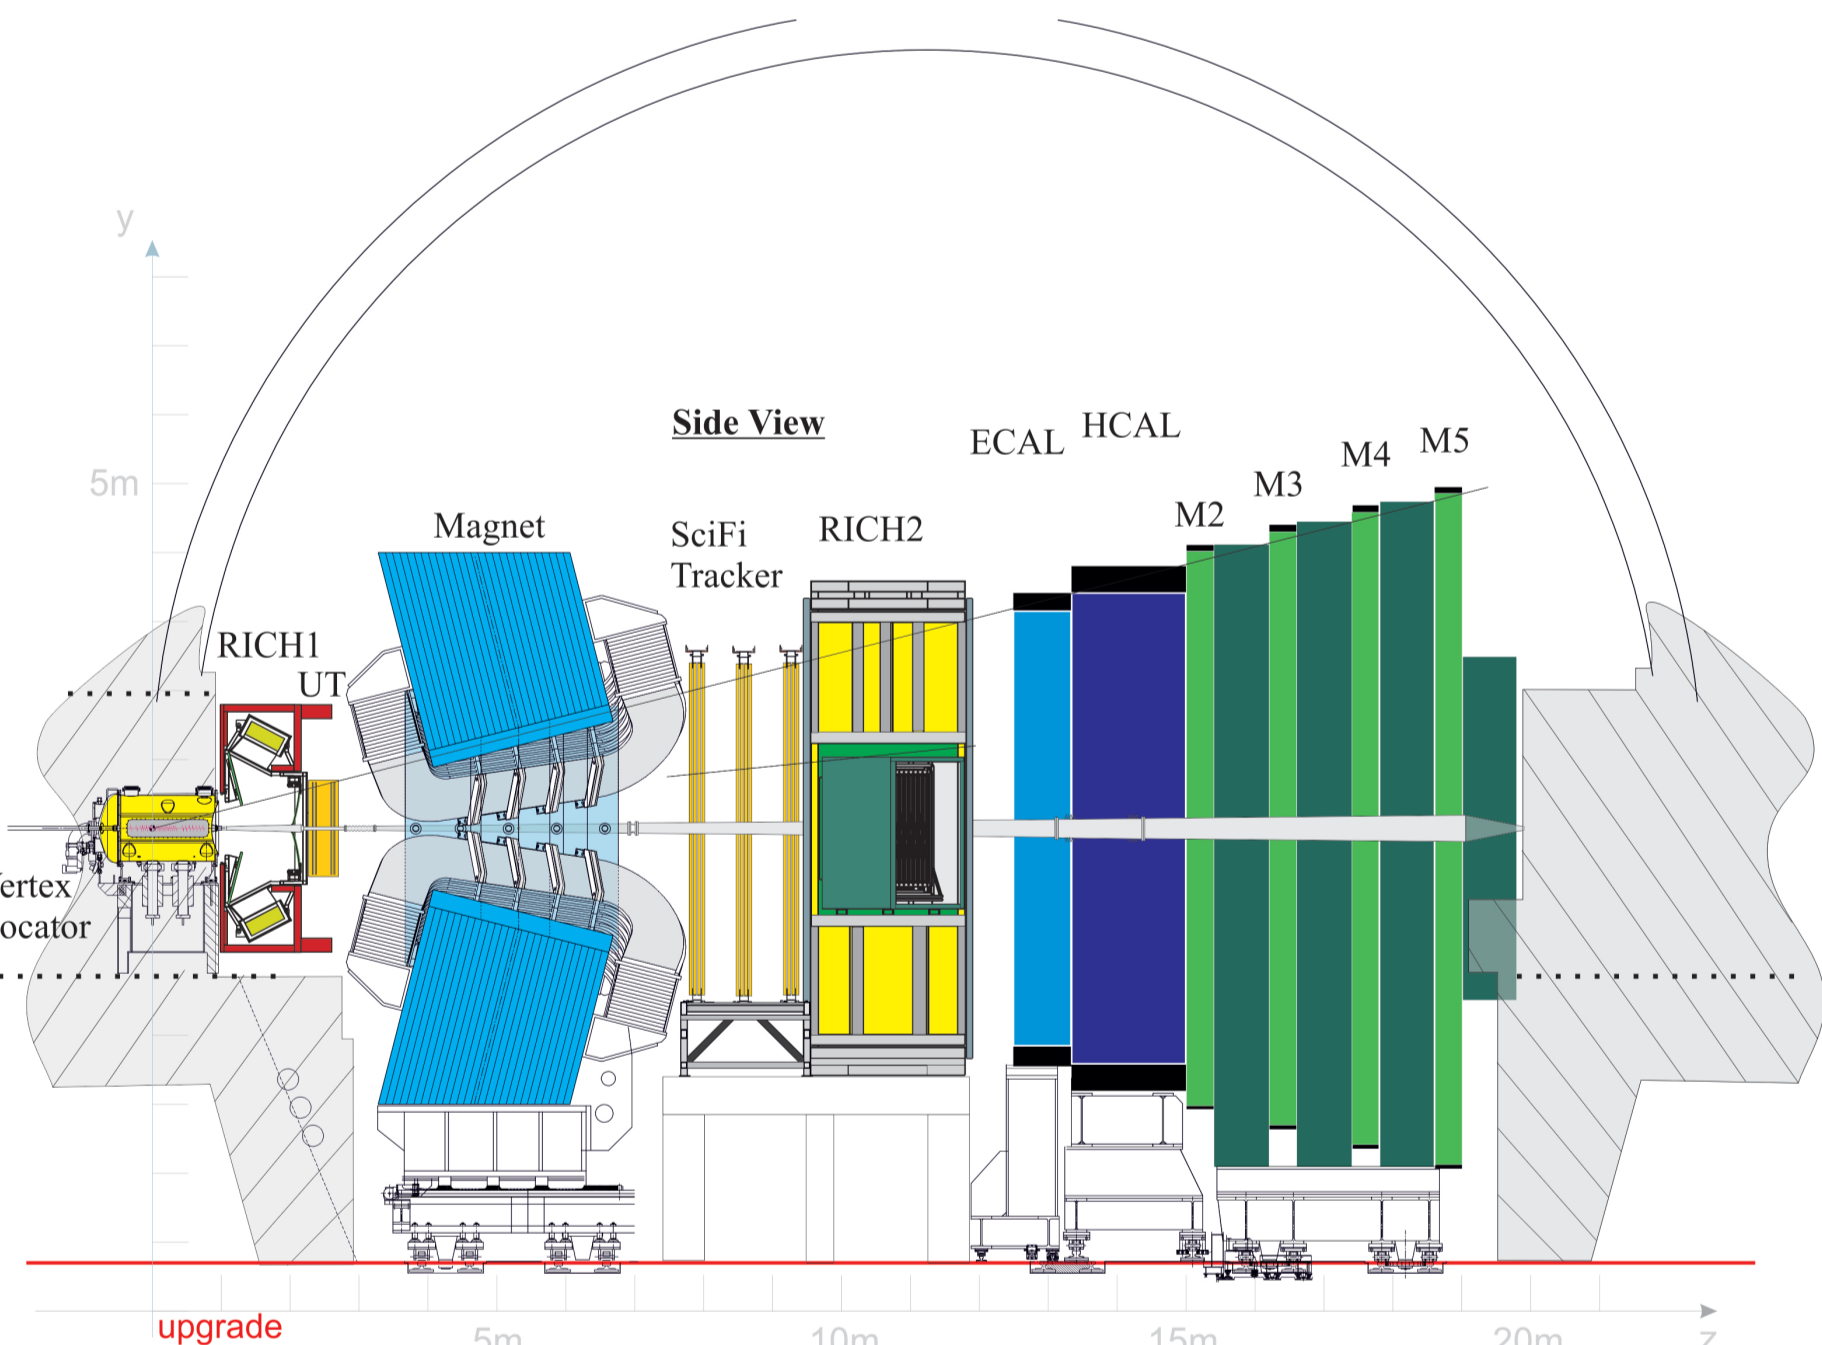 y
5m
Side View
ECAL
HCAL
M2
M3
M4
M5
Magnet
SciFi
Tracker
RICH2
RICH1
UT
ertex
ocator
upgrade
5m
10m
15m
20m
z